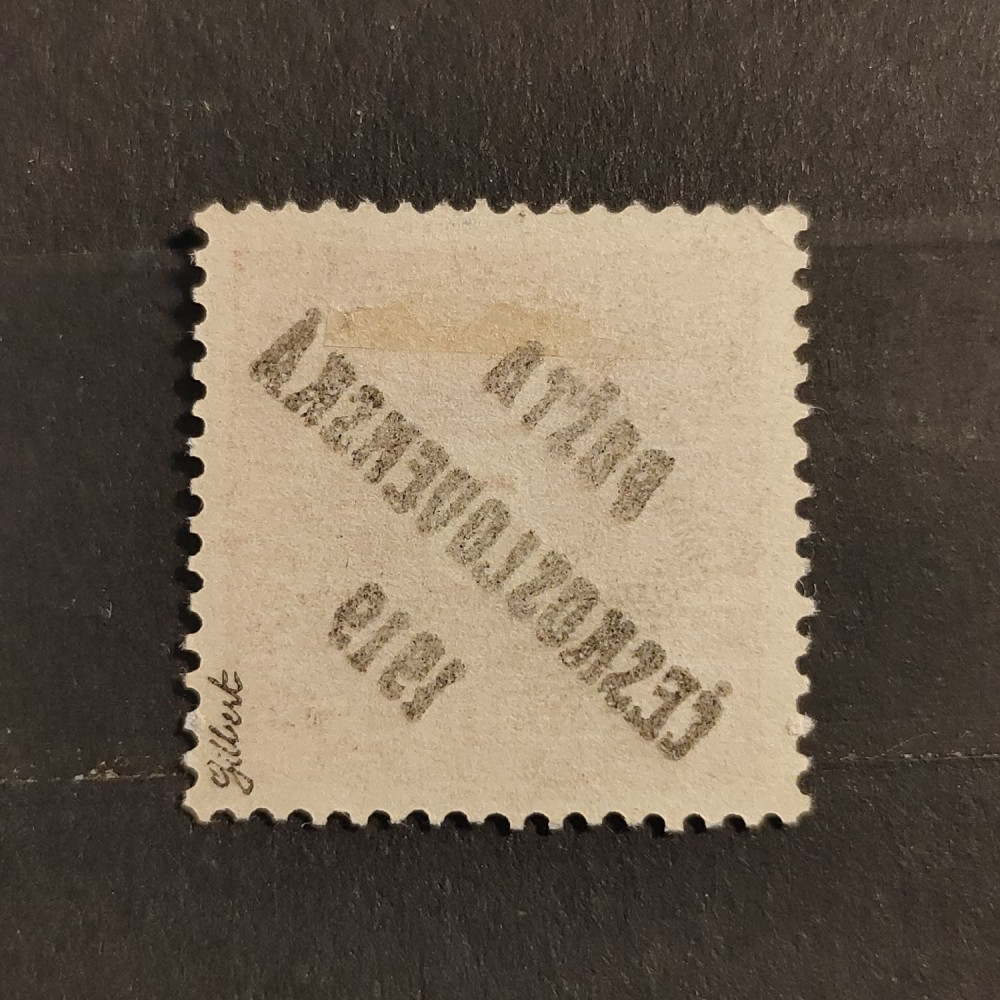 POŠTA
ČESKOSLOVENSKÁ
1919
Gilbert